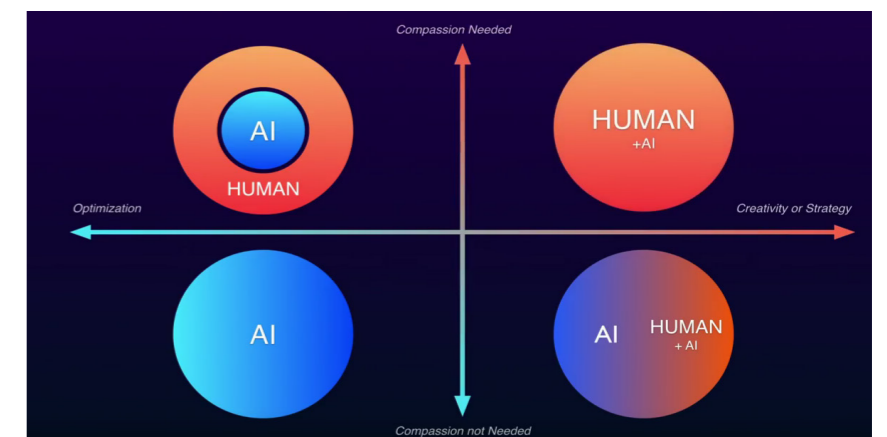 Compassion Needed
AI
HUMAN
HUMAN
+AI
Optimization
Creativity or Strategy
AI
AI
HUMAN
+ AI
Compassion not Needed